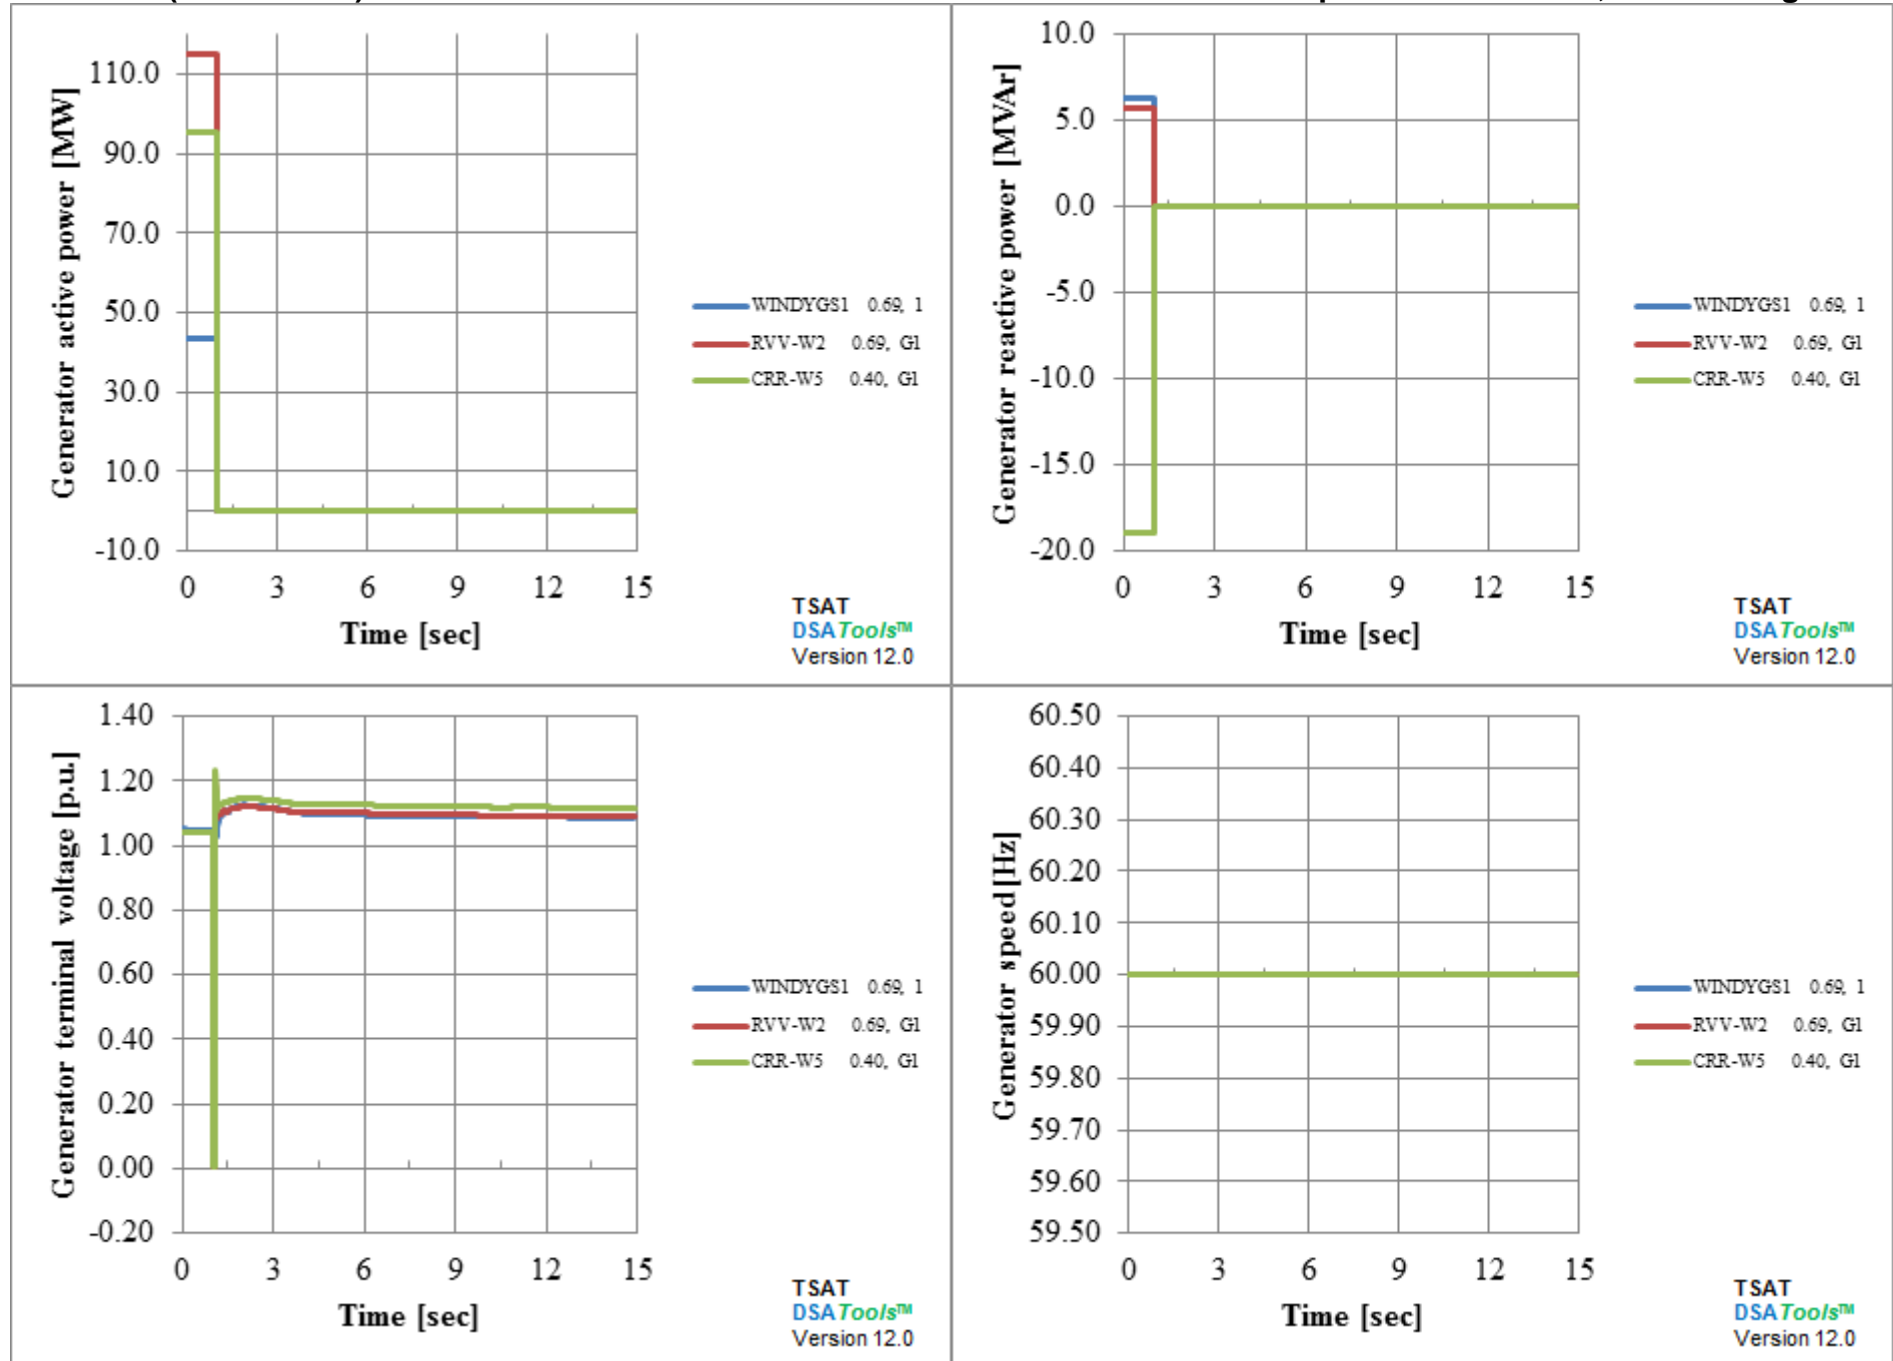 Generator active power [MW]
110.0
90.0
70.0
50.0
30.0
10.0
-10.0
0 3 6 9 12 15
Time [sec]
WINDYGS1 0.69, 1
RVV-W2 0.69, G1
CRR-W5 0.40, G1
TSAT
DSATools™
Version 12.0
Generator reactive power [MVAr]
10.0
5.0
0.0
-5.0
-10.0
-15.0
-20.0
0 3 6 9 12 15
Time [sec]
WINDYGS1 0.69, 1
RVV-W2 0.69, G1
CRR-W5 0.40, G1
TSAT
DSATools™
Version 12.0
Generator terminal voltage [p.u.]
1.40
1.20
1.00
0.80
0.60
0.40
0.20
0.00
-0.20
0 3 6 9 12 15
Time [sec]
WINDYGS1 0.69, 1
RVV-W2 0.69, G1
CRR-W5 0.40, G1
TSAT
DSATools™
Version 12.0
Generator speed[Hz]
60.50
60.40
60.30
60.20
60.10
60.00
59.90
59.80
59.70
59.60
59.50
0 3 6 9 12 15
Time [sec]
WINDYGS1 0.69, 1
RVV-W2 0.69, G1
CRR-W5 0.40, G1
TSAT
DSATools™
Version 12.0